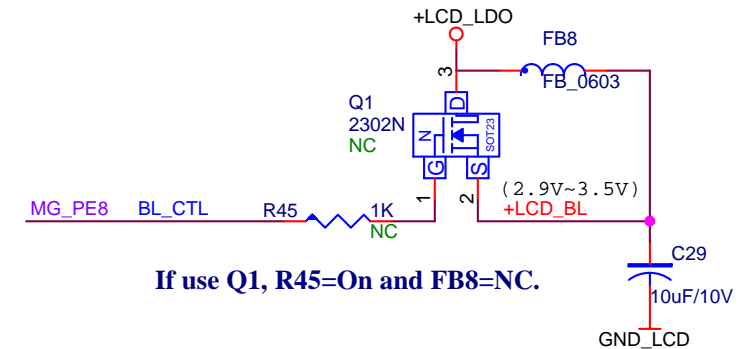 +LCD_LDO
FB8
3
FB_0603
Q1
2302N
NC
D
N
SOT23
G
S
1
2
(2.9V~3.5V)
+LCD_BL
MG_PE8
BL_CTL
R45
1K
NC
C29
10uF/10V
GND_LCD
If use Q1, R45=On and FB8=NC.